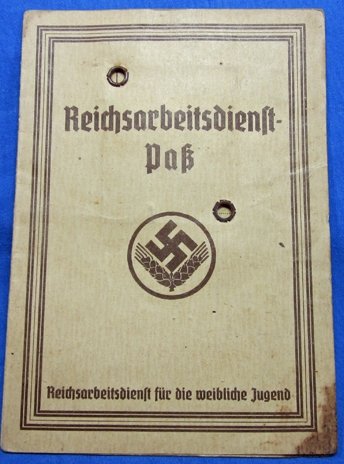 Reichsarbeitsdienst-
Paß
Reichsarbeitsdienst für die weibliche Jugend